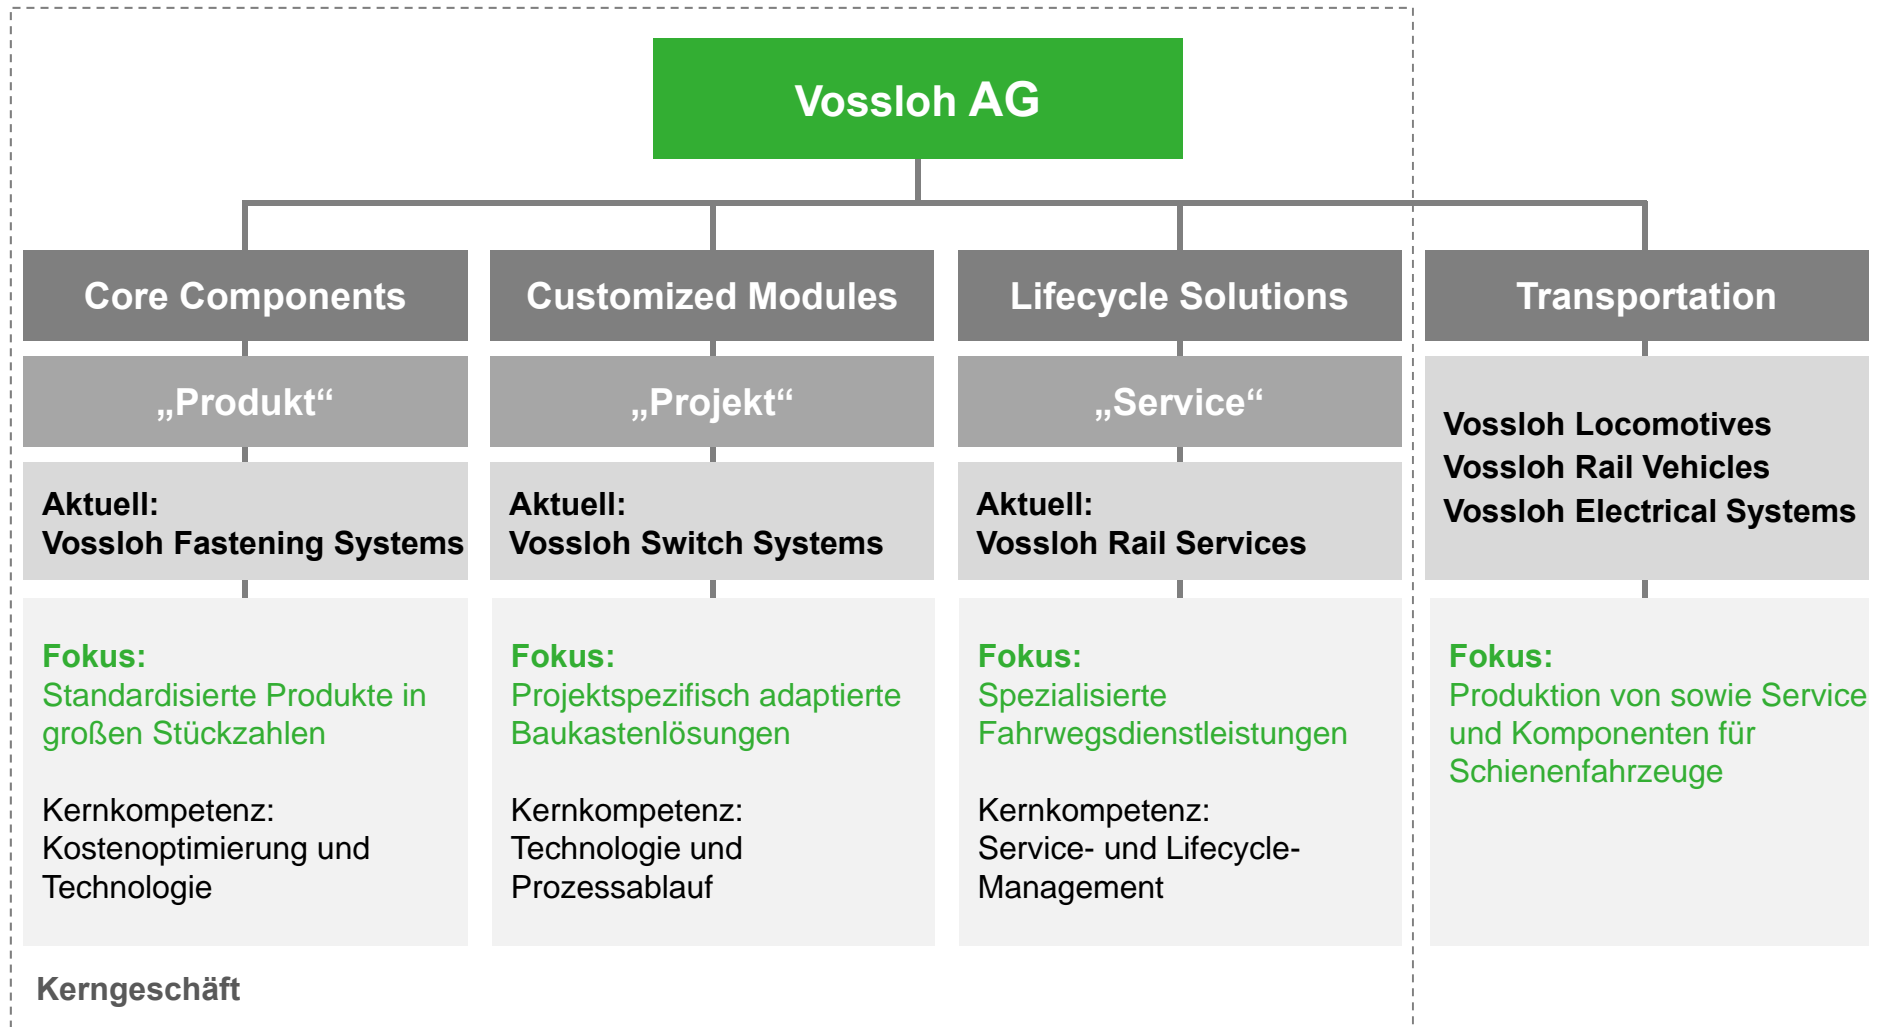 Vossloh AG
Core Components
„Produkt“
Aktuell:
Vossloh Fastening Systems
Fokus:
Standardisierte Produkte in
großen Stückzahlen
Kernkompetenz:
Kostenoptimierung und
Technologie
Customized Modules
„Projekt“
Aktuell:
Vossloh Switch Systems
Fokus:
Projektspezifisch adaptierte
Baukastenlösungen
Kernkompetenz:
Technologie und
Prozessablauf
Lifecycle Solutions
„Service“
Aktuell:
Vossloh Rail Services
Fokus:
Spezialisierte
Fahrwegsdienstleistungen
Kernkompetenz:
Service- und Lifecycle-
Management
Transportation
Vossloh Locomotives
Vossloh Rail Vehicles
Vossloh Electrical Systems
Fokus:
Produktion von sowie Service
und Komponenten für
Schienenfahrzeuge
Kerngeschäft